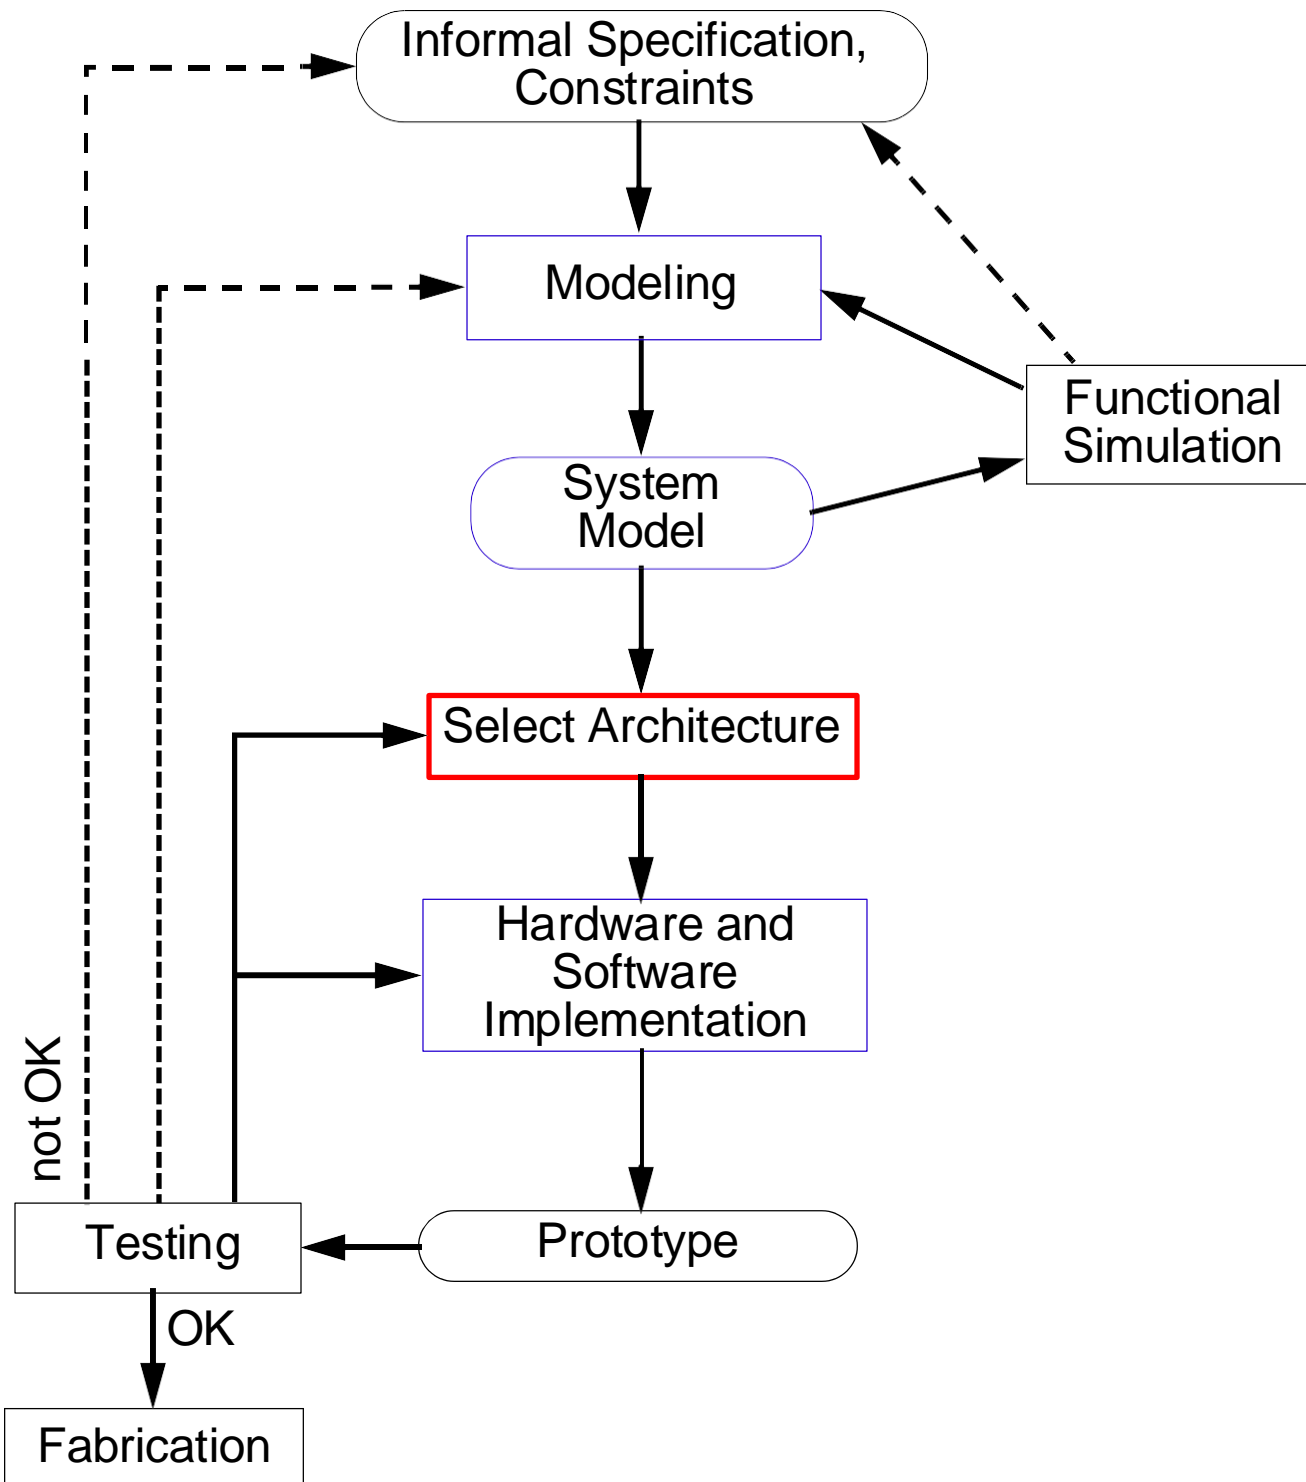 Informal Specification,
Constraints
Modeling
Functional
Simulation
System
Model
Select Architecture
Hardware and
Software
Implementation
not OK
Testing
Prototype
OK
Fabrication